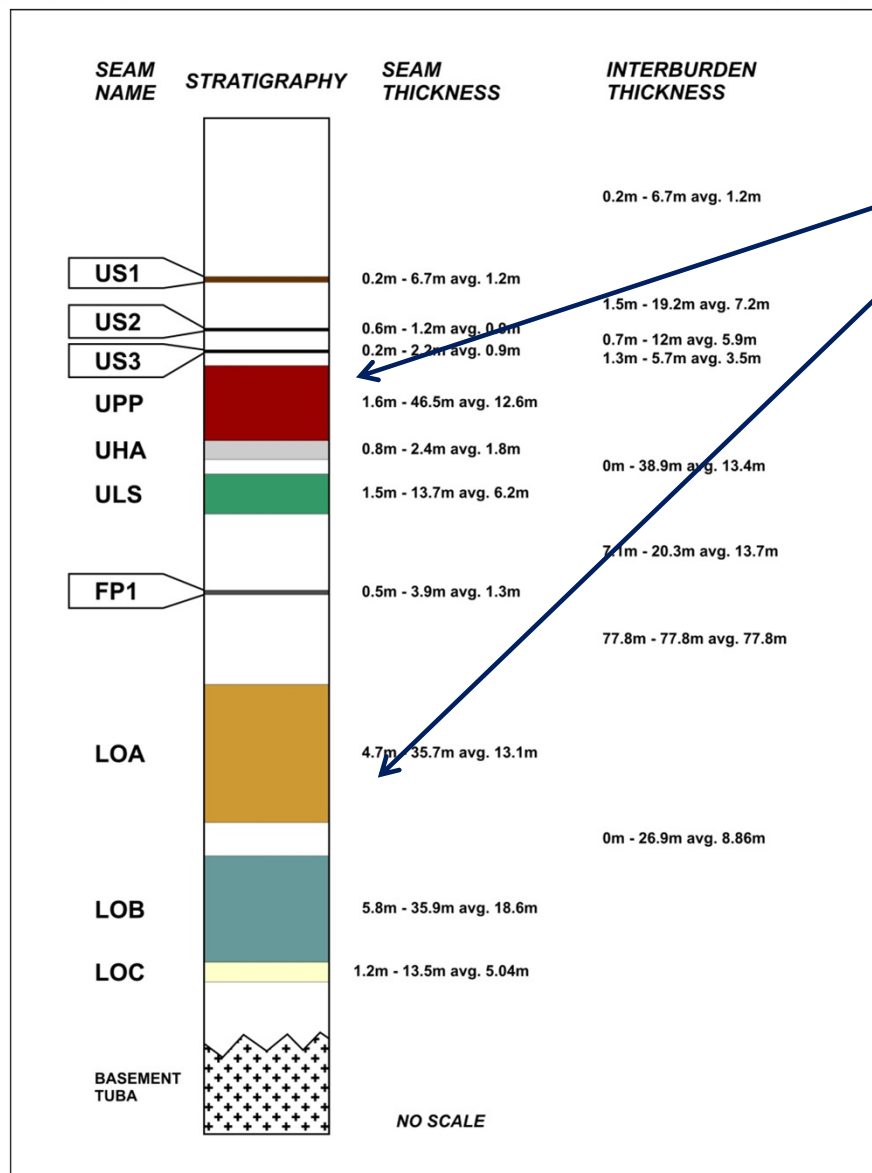 SEAM NAME
STRATIGRAPHY
SEAM THICKNESS
INTERBURDEN THICKNESS
0.2m - 6.7m avg. 1.2m
US1
0.2m - 6.7m avg. 1.2m
1.5m - 19.2m avg. 7.2m
US2
0.6m - 1.2m avg. 0.9m
0.7m - 12m avg. 5.9m
US3
0.2m - 2.2m avg. 0.9m
1.3m - 5.7m avg. 3.5m
UPP
1.6m - 46.5m avg. 12.6m
UHA
0.8m - 2.4m avg. 1.8m
0m - 38.9m avg. 13.4m
ULS
1.5m - 13.7m avg. 6.2m
7.1m - 20.3m avg. 13.7m
FP1
0.5m - 3.9m avg. 1.3m
77.8m - 77.8m avg. 77.8m
LOA
4.7m - 35.7m avg. 13.1m
0m - 26.9m avg. 8.86m
LOB
5.8m - 35.9m avg. 18.6m
LOC
1.2m - 13.5m avg. 5.04m
BASEMENT
TUBA
NO SCALE